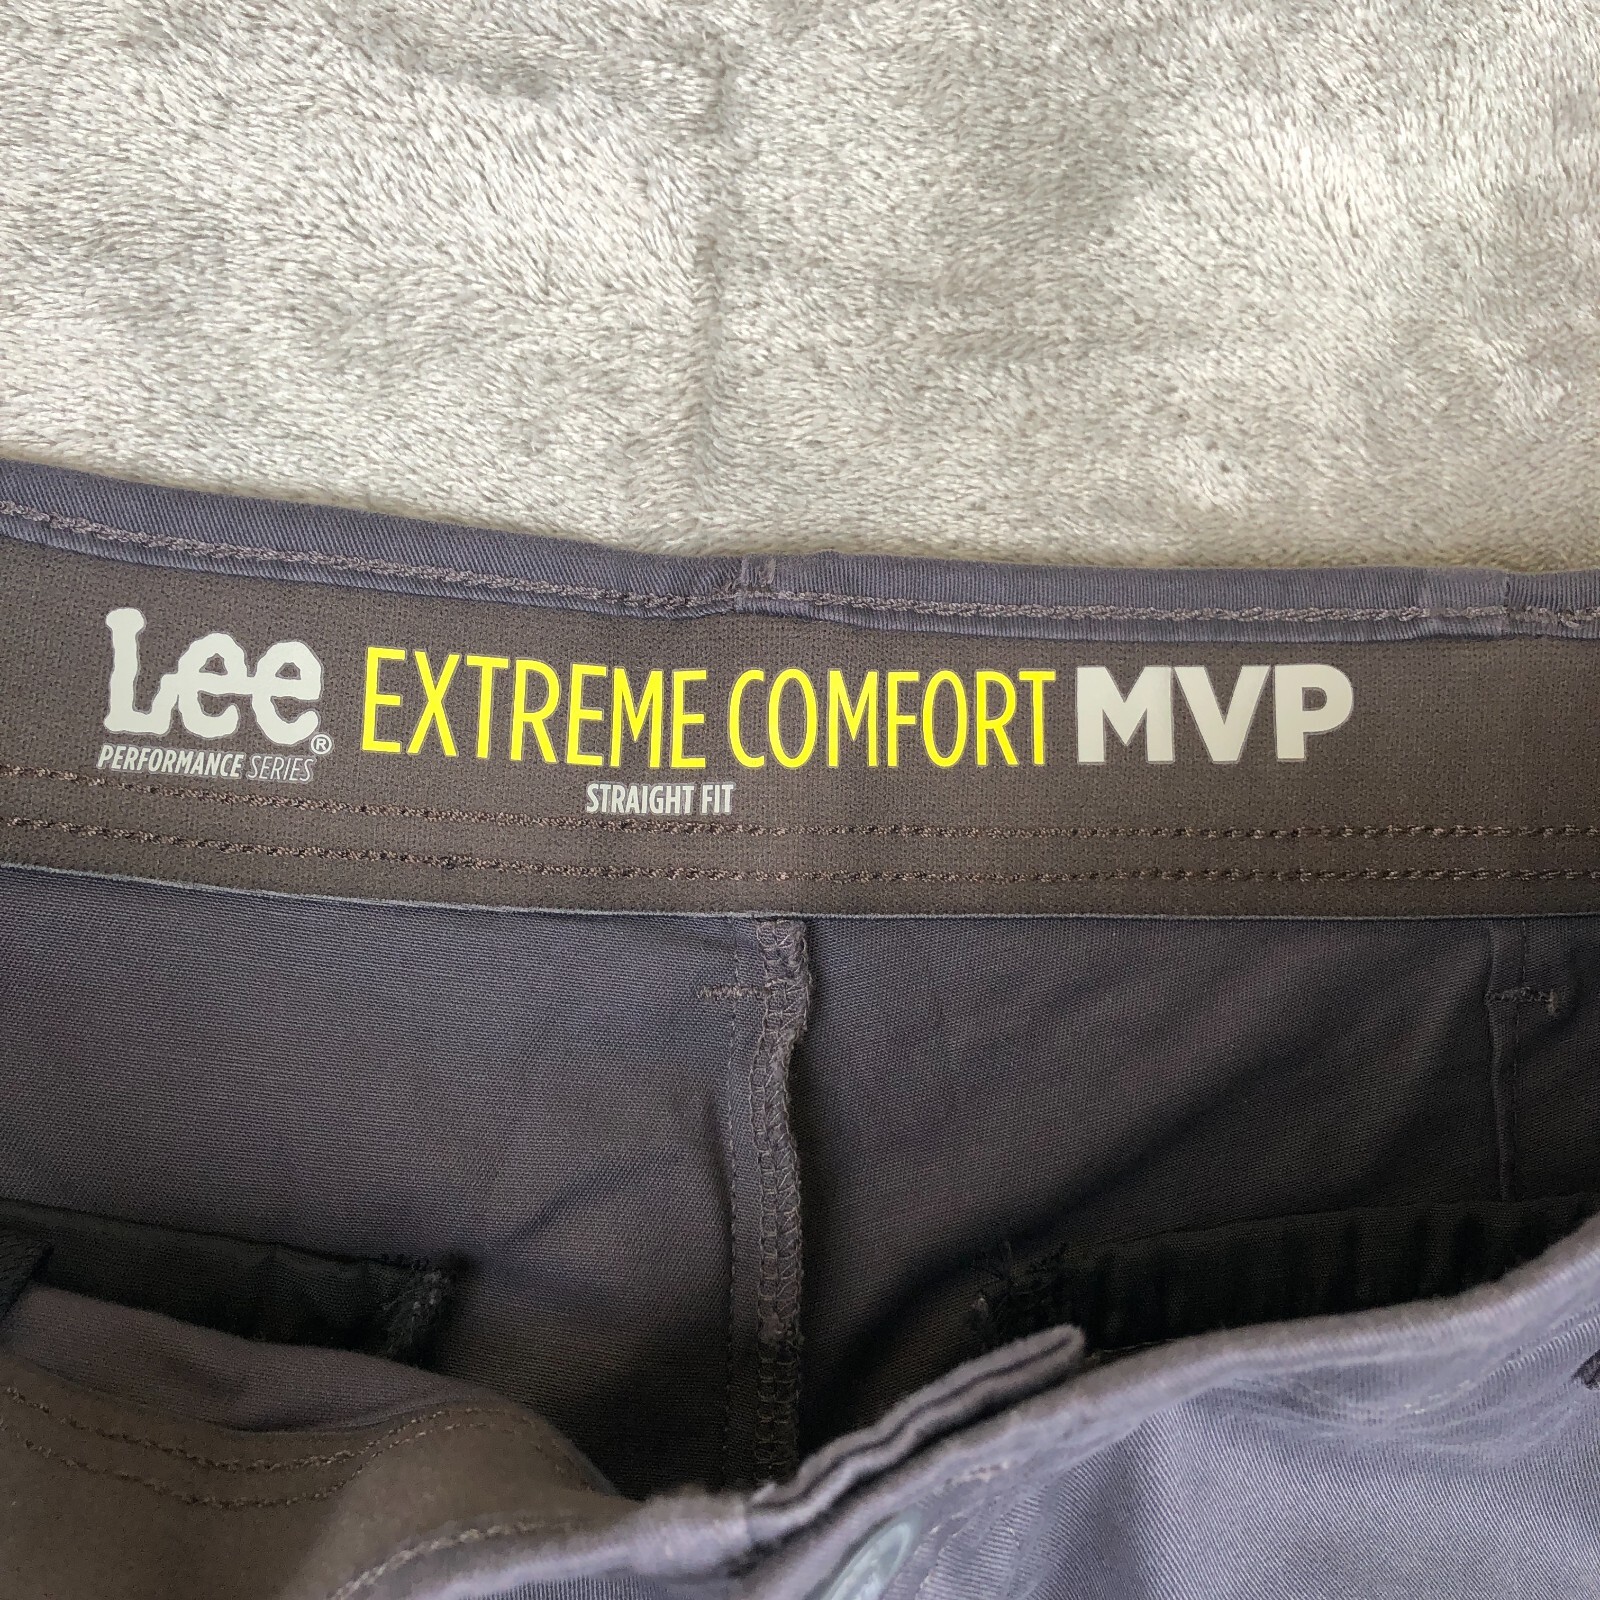 Lee® EXTREME COMFORT MVP
PERFORMANCE SERIES
STRAIGHT FIT